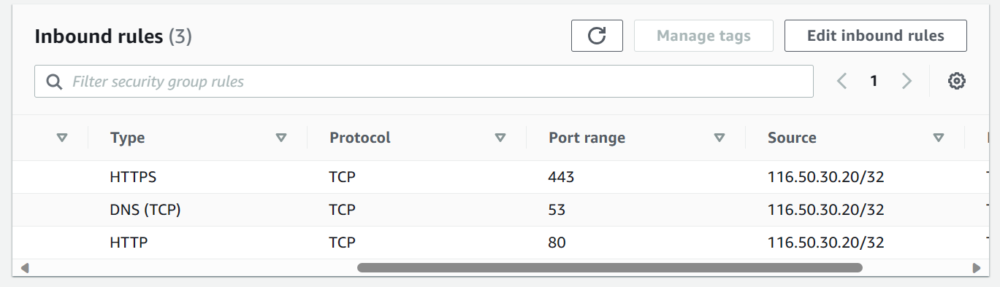 Inbound rules (3)
Manage tags
Edit inbound rules
Filter security group rules
1
Type Protocol Port range Source
HTTPS TCP 443 116.50.30.20/32
DNS (TCP) TCP 53 116.50.30.20/32
HTTP TCP 80 116.50.30.20/32